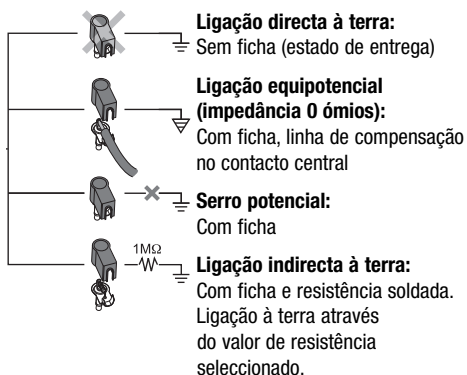 Ligação directa à terra:
Sem ficha (estado de entrega)
Ligação equipotencial
(impedância 0 ómios):
Com ficha, linha de compensação
no contacto central
Serro potencial:
Com ficha
1MΩ
Ligação indirecta à terra:
Com ficha e resistência soldada.
Ligação à terra através
do valor de resistência
seleccionado.